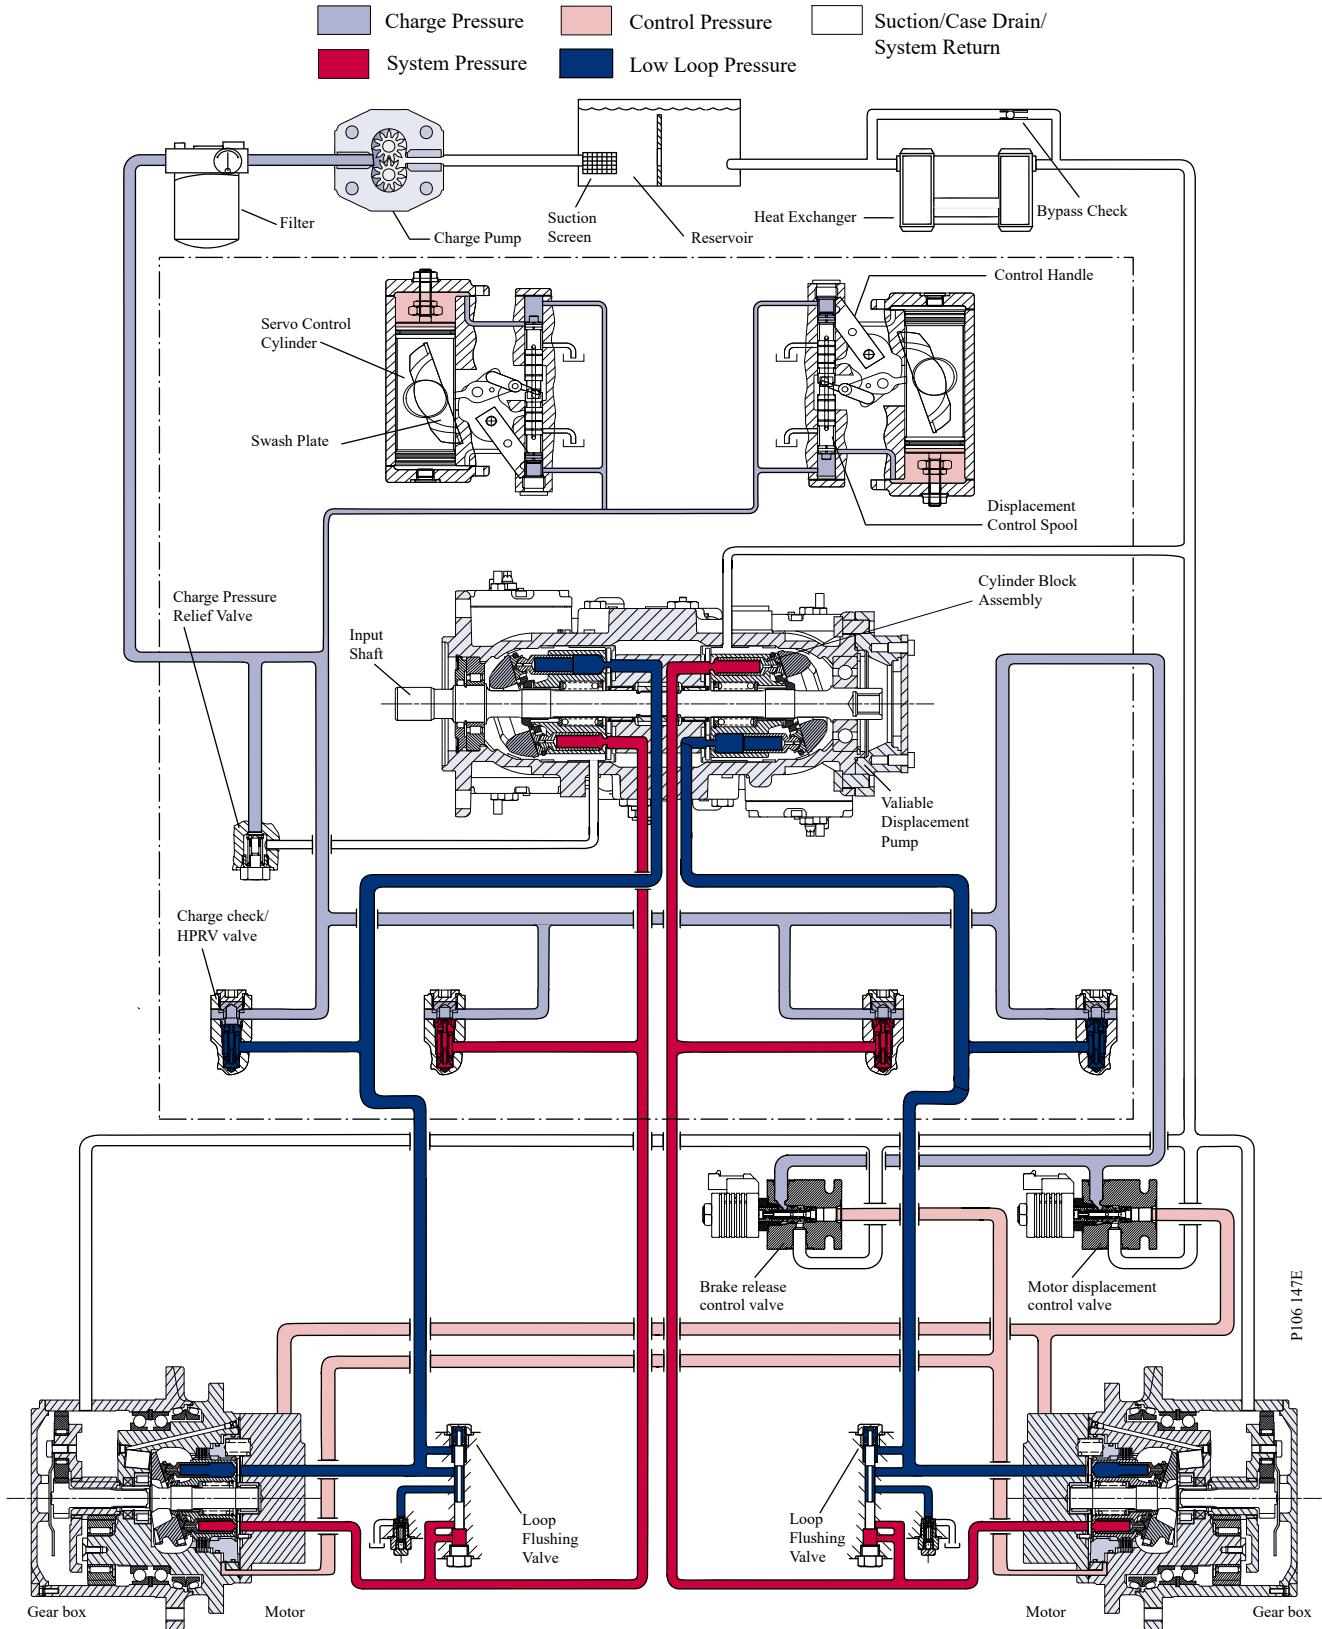 Charge Pressure
Control Pressure
Suction/Case Drain/
System Return
System Pressure
Low Loop Pressure
Filter
Charge Pump
Suction
Screen
Reservoir
Heat Exchanger
Bypass Check
Control Handle
Servo Control
Cylinder
Swash Plate
Displacement
Control Spool
Charge Pressure
Relief Valve
Input
Shaft
Cylinder Block
Assembly
Valiable
Displacement
Pump
Charge check/
HPRV valve
Brake release
control valve
Motor displacement
control valve
P106 147E
Loop
Flushing
Valve
Loop
Flushing
Valve
Gear box
Motor
Motor
Gear box